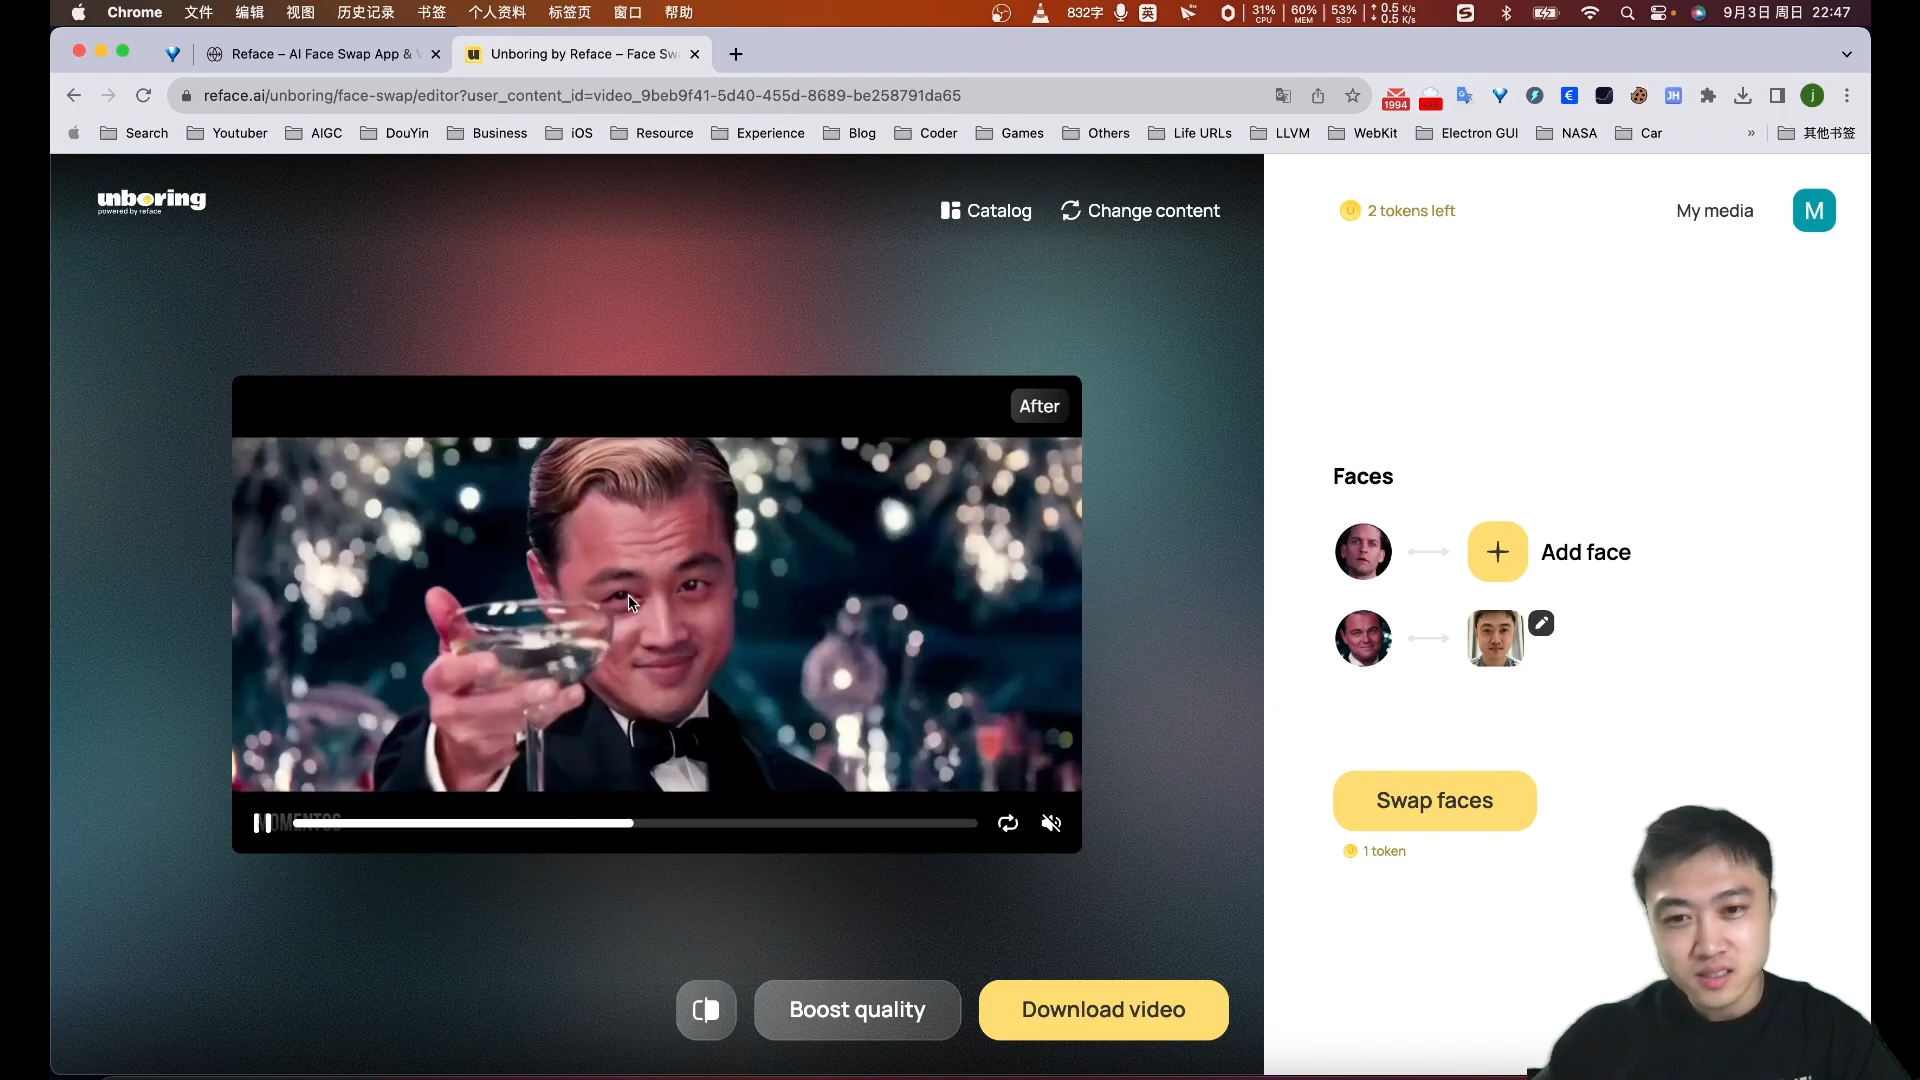 Chrome 文件 编辑 视图 历史记录 书签 个人资料 标签页 窗口 帮助 832字 英 31% CPU 60% MEM 53% SSD ↑ 0.5 K/s ↓ 0.5 K/s 9月3日 周日 22:47
Reface – AI Face Swap App & Unboring by Reface – Face Sw
reface.ai/unboring/face-swap/editor?user_content_id=video_9beb9f41-5d40-455d-8689-be258791da65 1994 JH j
Search Youtuber AIGC DouYin Business iOS Resource Experience Blog Coder Games Others Life URLs LLVM WebKit Electron GUI NASA Car » 其他书签
unboring
powered by reface
Catalog Change content
2 tokens left My media M
After
Faces
Add face
MOMENTOS
Swap faces
1 token
Boost quality Download video